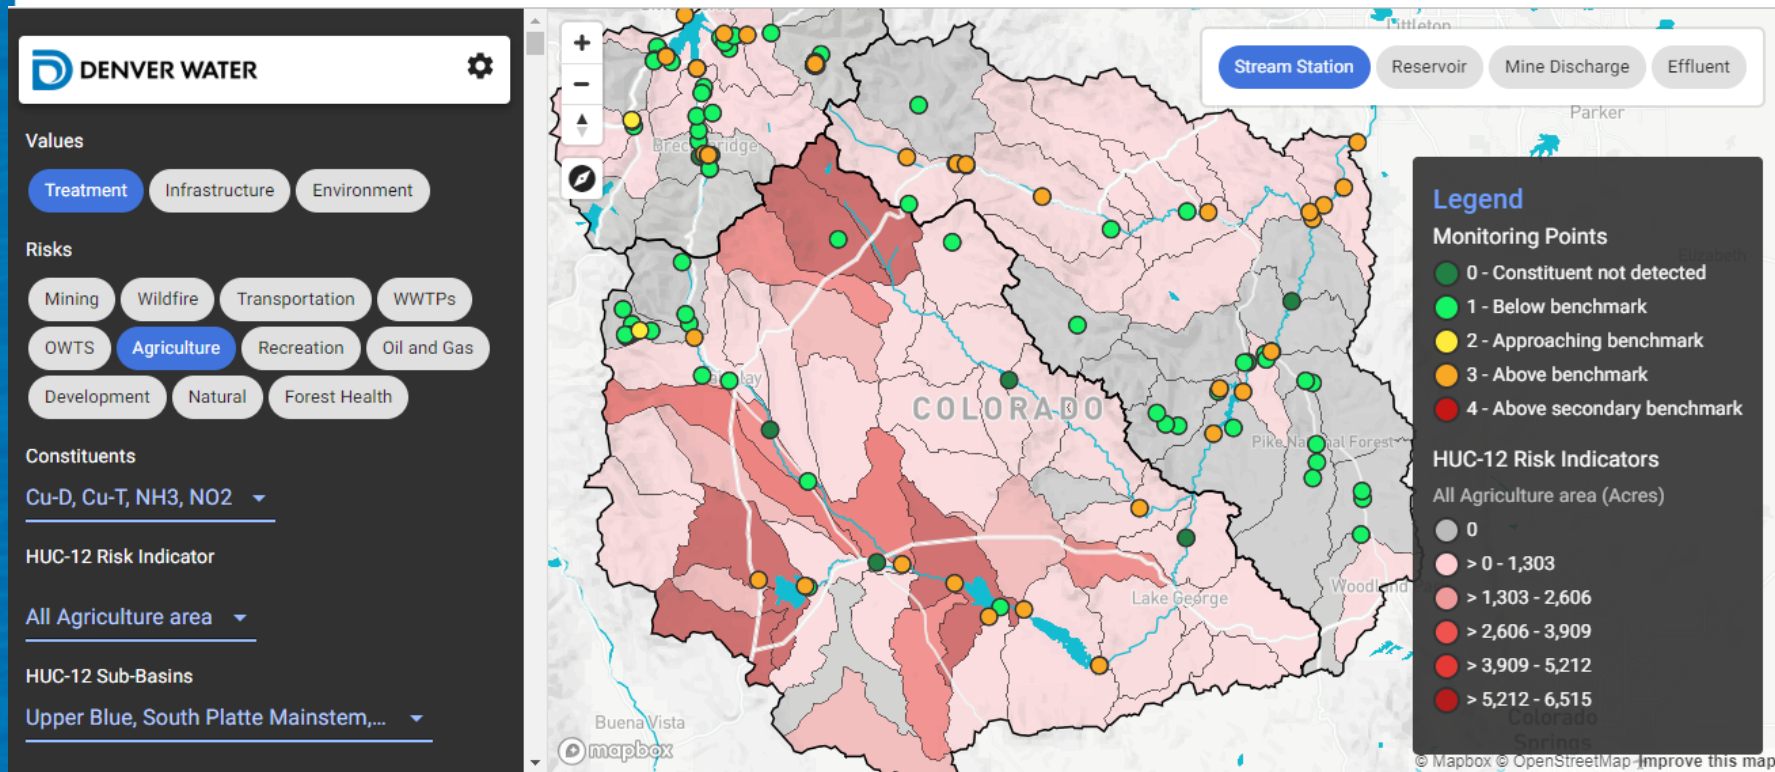 DENVER WATER
Values
Treatment
Infrastructure
Environment
Risks
Mining
Wildfire
Transportation
WWTPs
OWTS
Agriculture
Recreation
Oil and Gas
Development
Natural
Forest Health
Constituents
Cu-D, Cu-T, NH3, NO2
HUC-12 Risk Indicator
All Agriculture area
HUC-12 Sub-Basins
Upper Blue, South Platte Mainstem,...
Stream Station
Reservoir
Mine Discharge
Effluent
Littleton
Parker
Elizabeth
COLORADO
Lake George
Buena Vista
mapbox
Legend
Monitoring Points
0 - Constituent not detected
1 - Below benchmark
2 - Approaching benchmark
3 - Above benchmark
4 - Above secondary benchmark
HUC-12 Risk Indicators
All Agriculture area (Acres)
0
> 0 - 1,303
> 1,303 - 2,606
> 2,606 - 3,909
> 3,909 - 5,212
> 5,212 - 6,515
Colorado
Springs
© Mapbox © OpenStreetMap Improve this map